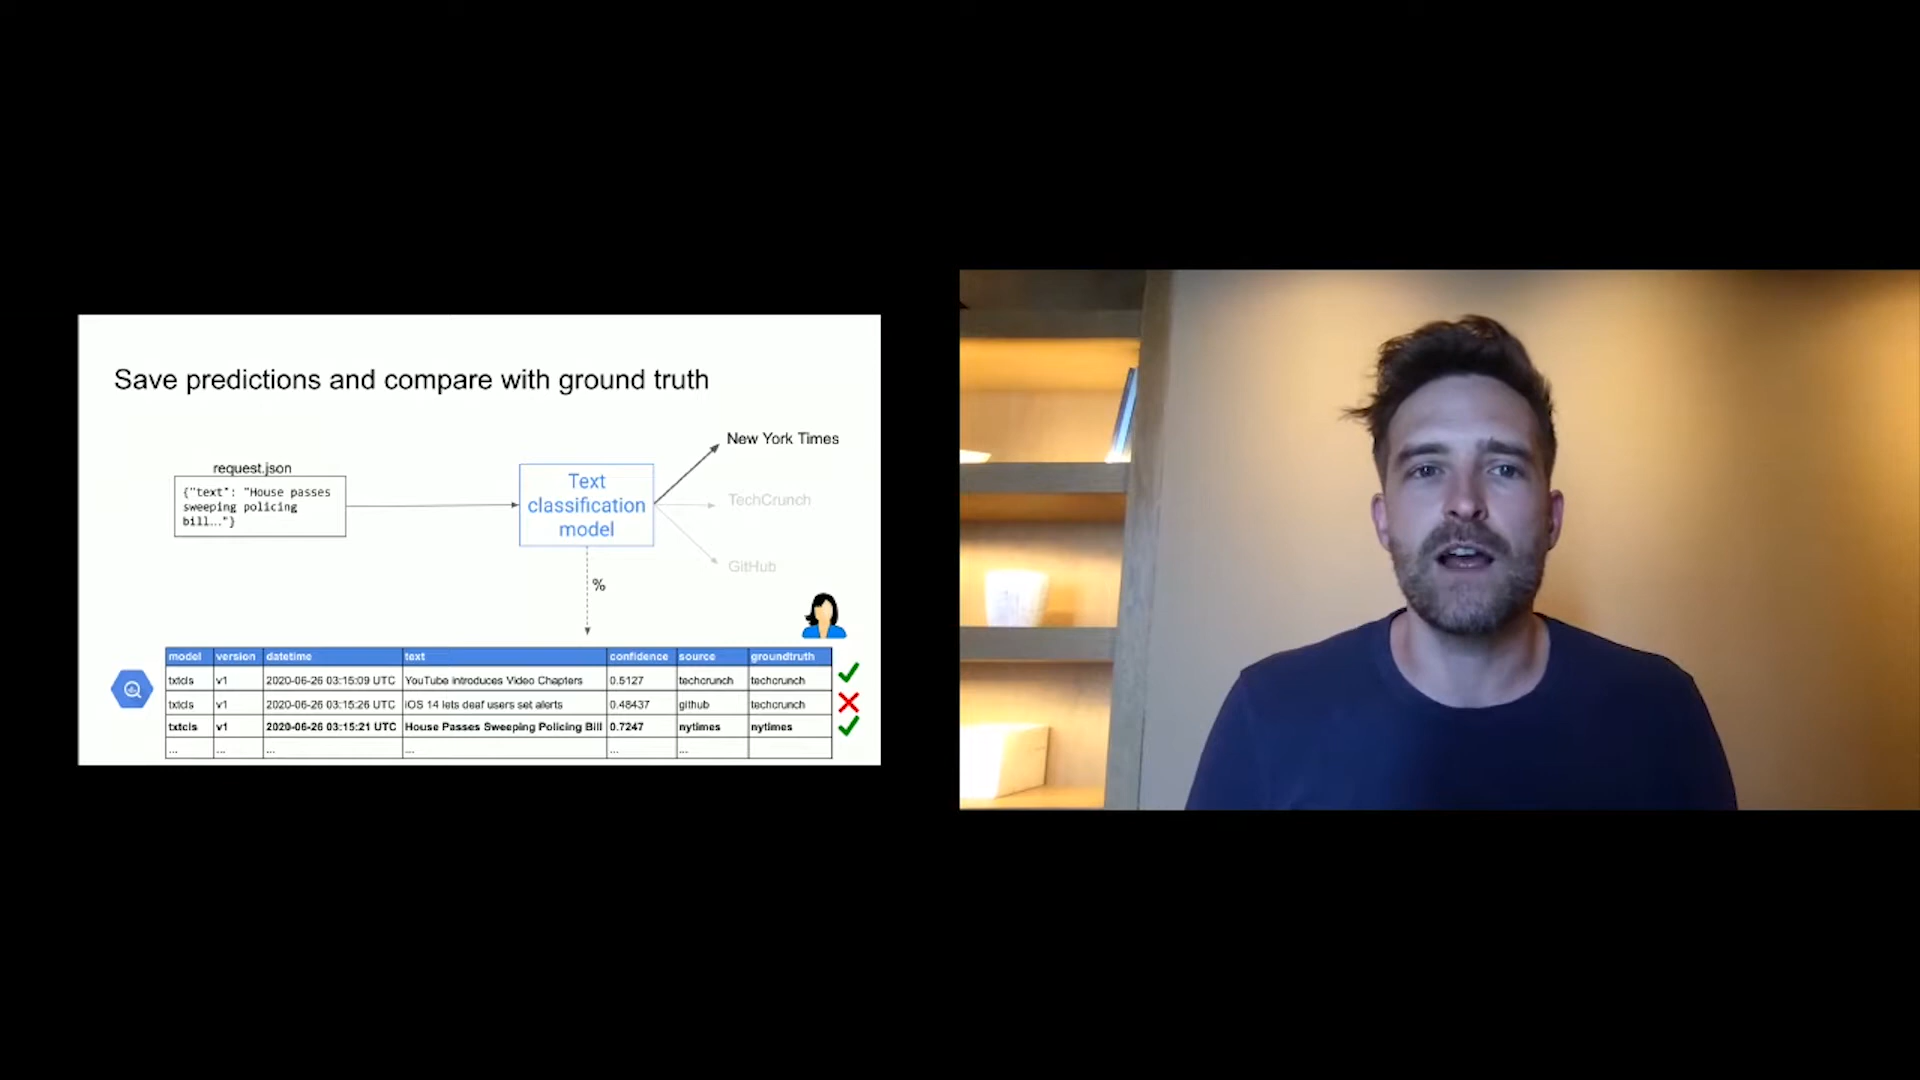 Save predictions and compare with ground truth
New York Times
request.json
{"text": "House passes
sweeping policing
bill..."}
Text
classification
model
TechCrunch
GitHub
%
model version datetime text confidence source groundtruth
txtcls v1 2020-06-26 03:15:09 UTC YouTube introduces Video Chapters 0.5127 techcrunch techcrunch
txtcls v1 2020-06-26 03:15:26 UTC iOS 14 lets deaf users set alerts 0.48437 github techcrunch
txtcls v1 2020-06-26 03:15:21 UTC House Passes Sweeping Policing Bill 0.7247 nytimes nytimes
... ... ... ... ... ...